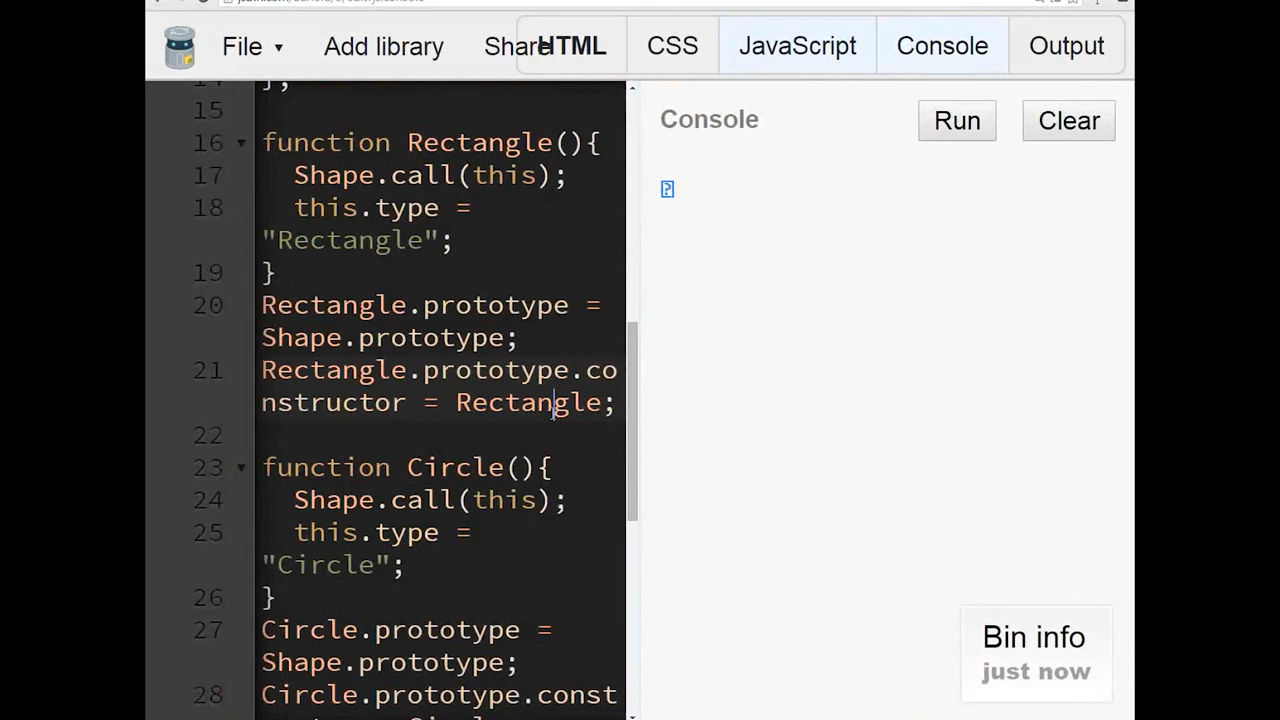 File ▾ Add library Share HTML CSS JavaScript Console Output
Console Run Clear
15
16 function Rectangle(){
17 Shape.call(this);
18 this.type =
"Rectangle";
19 }
20 Rectangle.prototype =
Shape.prototype;
21 Rectangle.prototype.co
nstructor = Rectangle;
22
23 function Circle(){
24 Shape.call(this);
25 this.type =
"Circle";
26 }
27 Circle.prototype =
Shape.prototype;
28 Circle.prototype.const
Bin info
just now